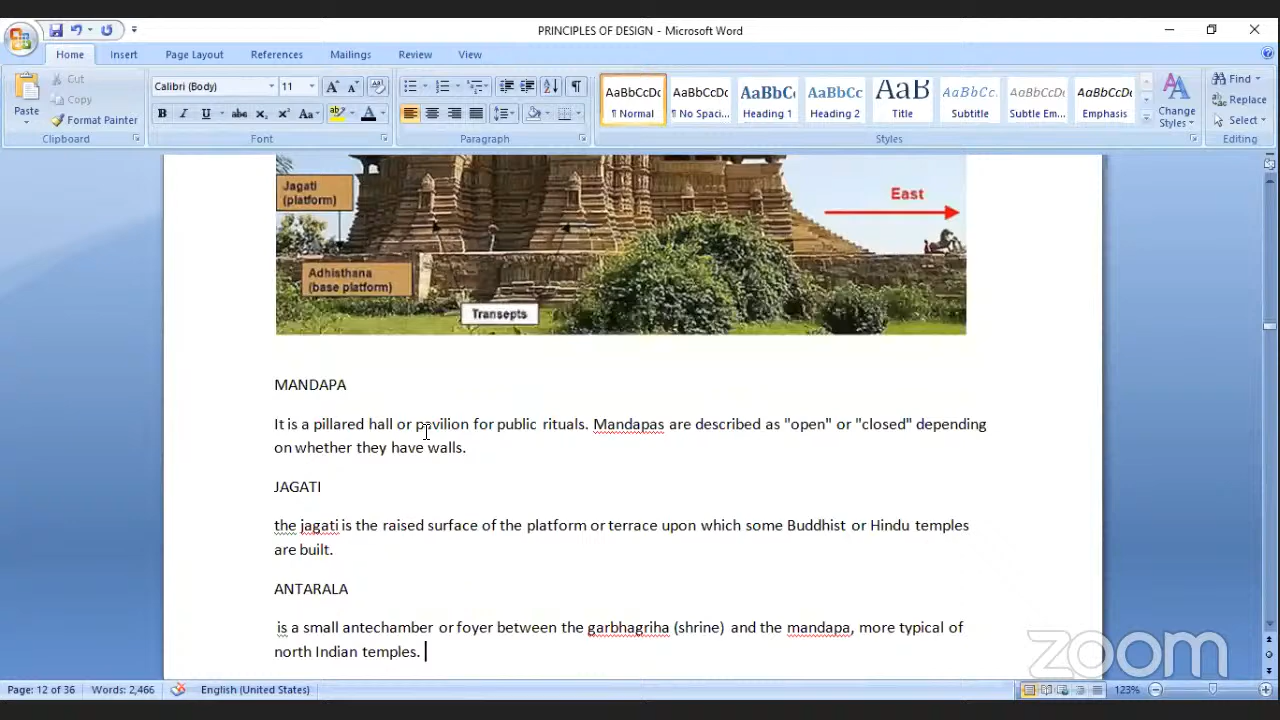 PRINCIPLES OF DESIGN - Microsoft Word
Home Insert Page Layout References Mailings Review View
Cut
Copy
Format Painter
Paste
Clipboard
Calibri (Body) 11
Font
Paragraph
AaBbCcDc AaBbCcDc AaBbCc AaBbCc AaB AaBbCc. AaBbCcDc AaBbCcDc
¶ Normal ¶ No Spaci... Heading 1 Heading 2 Title Subtitle Subtle Em... Emphasis
Change Styles
Styles
Find
Replace
Select
Editing
Jagati
(platform)
East
Adhisthana
(base platform)
Transepts
MANDAPA
It is a pillared hall or pavilion for public rituals. Mandapas are described as "open" or "closed" depending
on whether they have walls.
JAGATI
the jagati is the raised surface of the platform or terrace upon which some Buddhist or Hindu temples
are built.
ANTARALA
is a small antechamber or foyer between the garbhagriha (shrine) and the mandapa, more typical of
north Indian temples.
zoom
Page: 12 of 36 Words: 2,466 English (United States) 123%